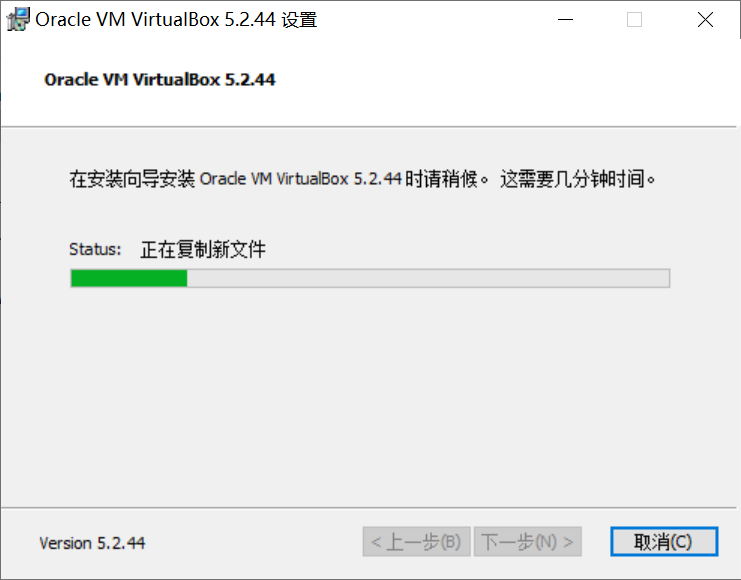 Oracle VM VirtualBox 5.2.44 设置
Oracle VM VirtualBox 5.2.44
在安装向导安装 Oracle VM VirtualBox 5.2.44 时请稍候。 这需要几分钟时间。
Status: 正在复制新文件
Version 5.2.44
< 上一步(B) 下一步(N) > 取消(C)